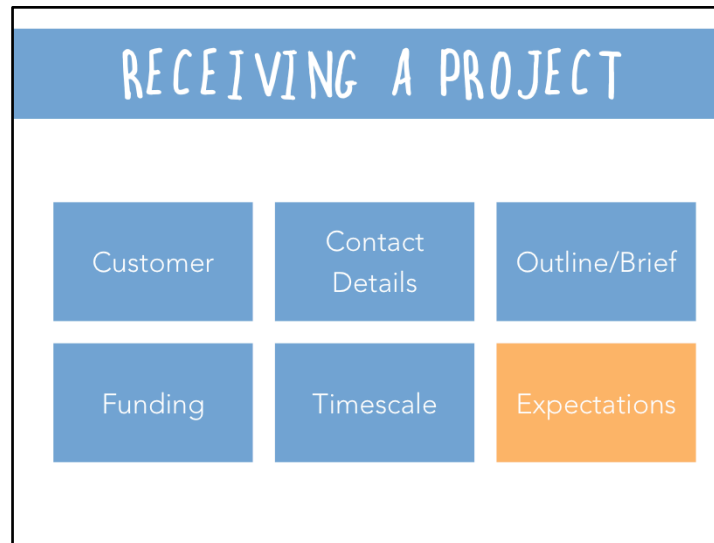 RECEIVING A PROJECT
Customer
Contact
Details
Outline/Brief
Funding
Timescale
Expectations